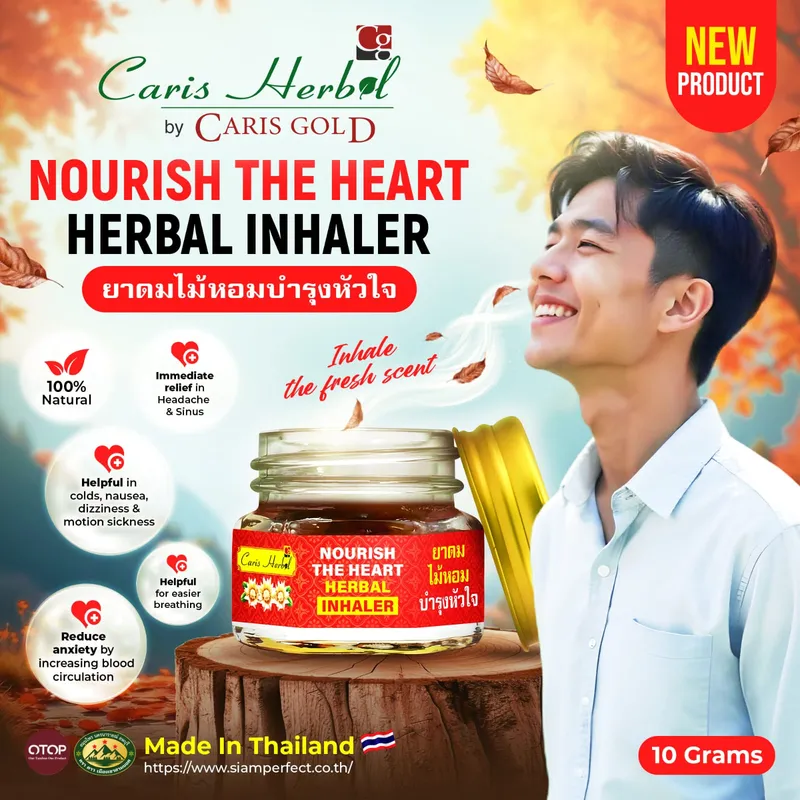 Cg
Caris Herbal
by CARIS GOLD
NEW
PRODUCT
NOURISH THE HEART
HERBAL INHALER
ยาดมไม้หอมบำรุงหัวใจ
100%
Natural
Immediate
relief in
Headache
& Sinus
Inhale
the fresh scent
Helpful in
colds, nausea,
dizziness &
motion sickness
Helpful
for easier
breathing
Reduce
anxiety by
increasing blood
circulation
Caris Herbal
NOURISH
THE HEART
HERBAL
INHALER
ยาดม
ไม้หอม
บำรุงหัวใจ
OTOP
Made In Thailand
https://www.siamperfect.co.th/
10 Grams